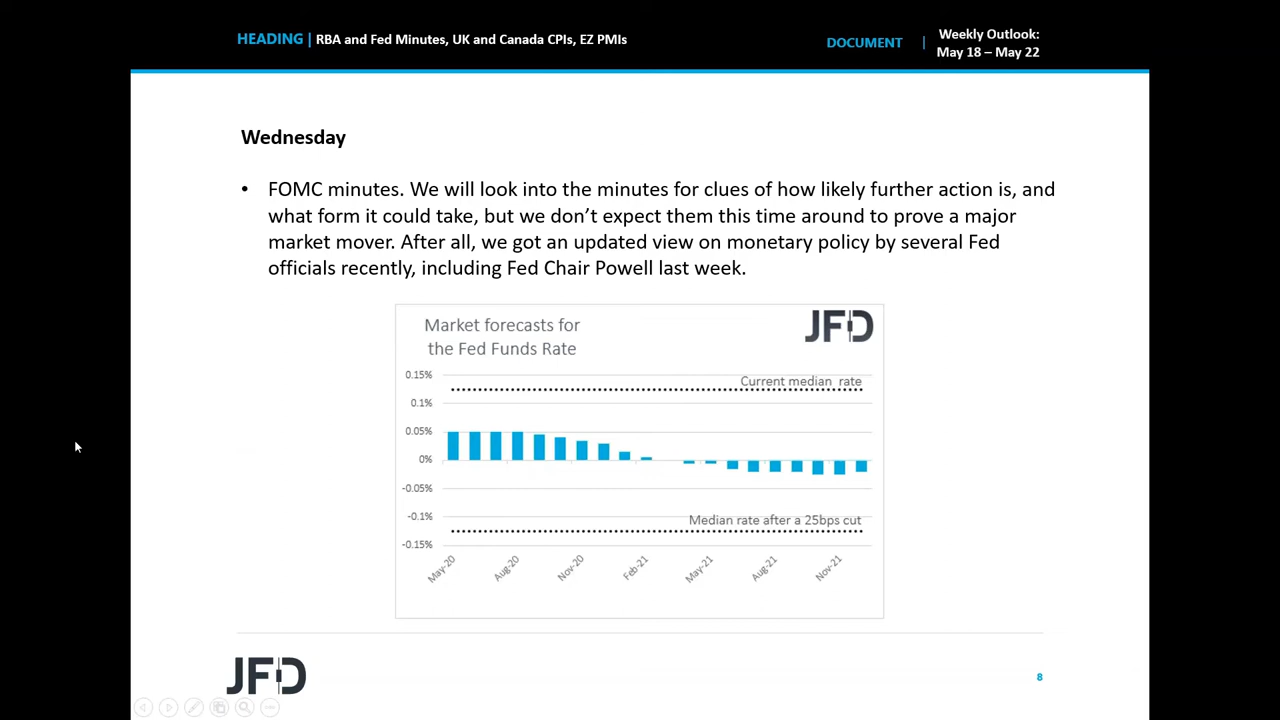 HEADING | RBA and Fed Minutes, UK and Canada CPIs, EZ PMIs
DOCUMENT | Weekly Outlook:
May 18 – May 22
Wednesday
• FOMC minutes. We will look into the minutes for clues of how likely further action is, and
what form it could take, but we don’t expect them this time around to prove a major
market mover. After all, we got an updated view on monetary policy by several Fed
officials recently, including Fed Chair Powell last week.
Market forecasts for
the Fed Funds Rate
JFD
0.15%
Current median rate
0.1%
0.05%
0%
-0.05%
-0.1%
Median rate after a 25bps cut
-0.15%
May-20
Aug-20
Nov-20
Feb-21
May-21
Aug-21
Nov-21
JFD
8